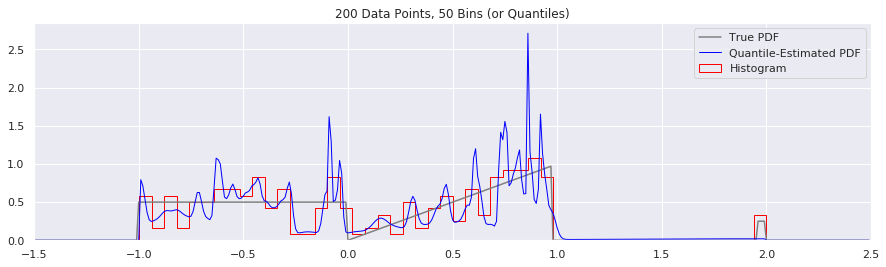 200 Data Points, 50 Bins (or Quantiles)
True PDF
Quantile-Estimated PDF
Histogram
2.5
2.0
1.5
1.0
0.5
0.0
−1.5 −1.0 −0.5 0.0 0.5 1.0 1.5 2.0 2.5